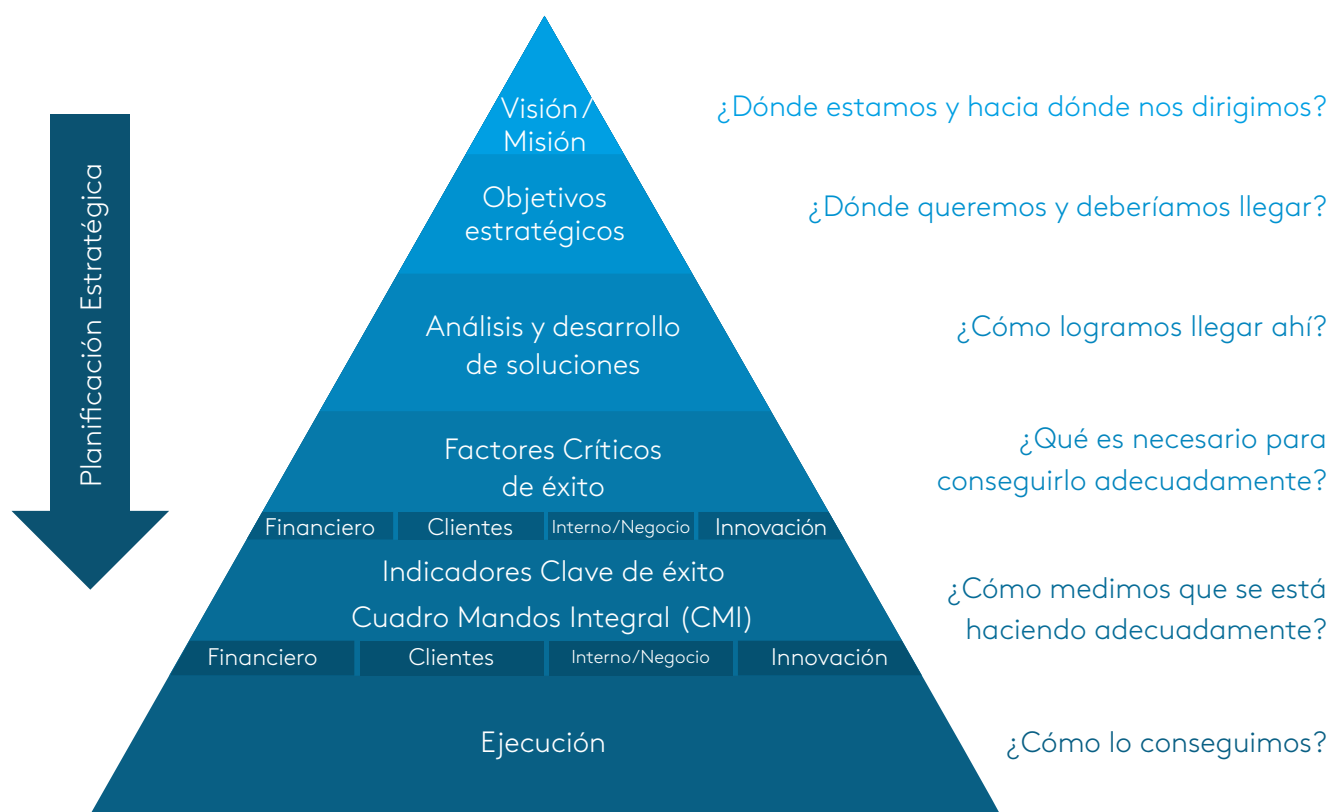 Planificación Estratégica
Visión/
Misión
¿Dónde estamos y hacia dónde nos dirigimos?
Objetivos
estratégicos
¿Dónde queremos y deberíamos llegar?
Análisis y desarrollo
de soluciones
¿Cómo logramos llegar ahí?
Factores Críticos
de éxito
¿Qué es necesario para
conseguirlo adecuadamente?
Financiero Clientes Interno/Negocio Innovación
Indicadores Clave de éxito
Cuadro Mandos Integral (CMI)
¿Cómo medimos que se está
haciendo adecuadamente?
Financiero Clientes Interno/Negocio Innovación
Ejecución
¿Cómo lo conseguimos?